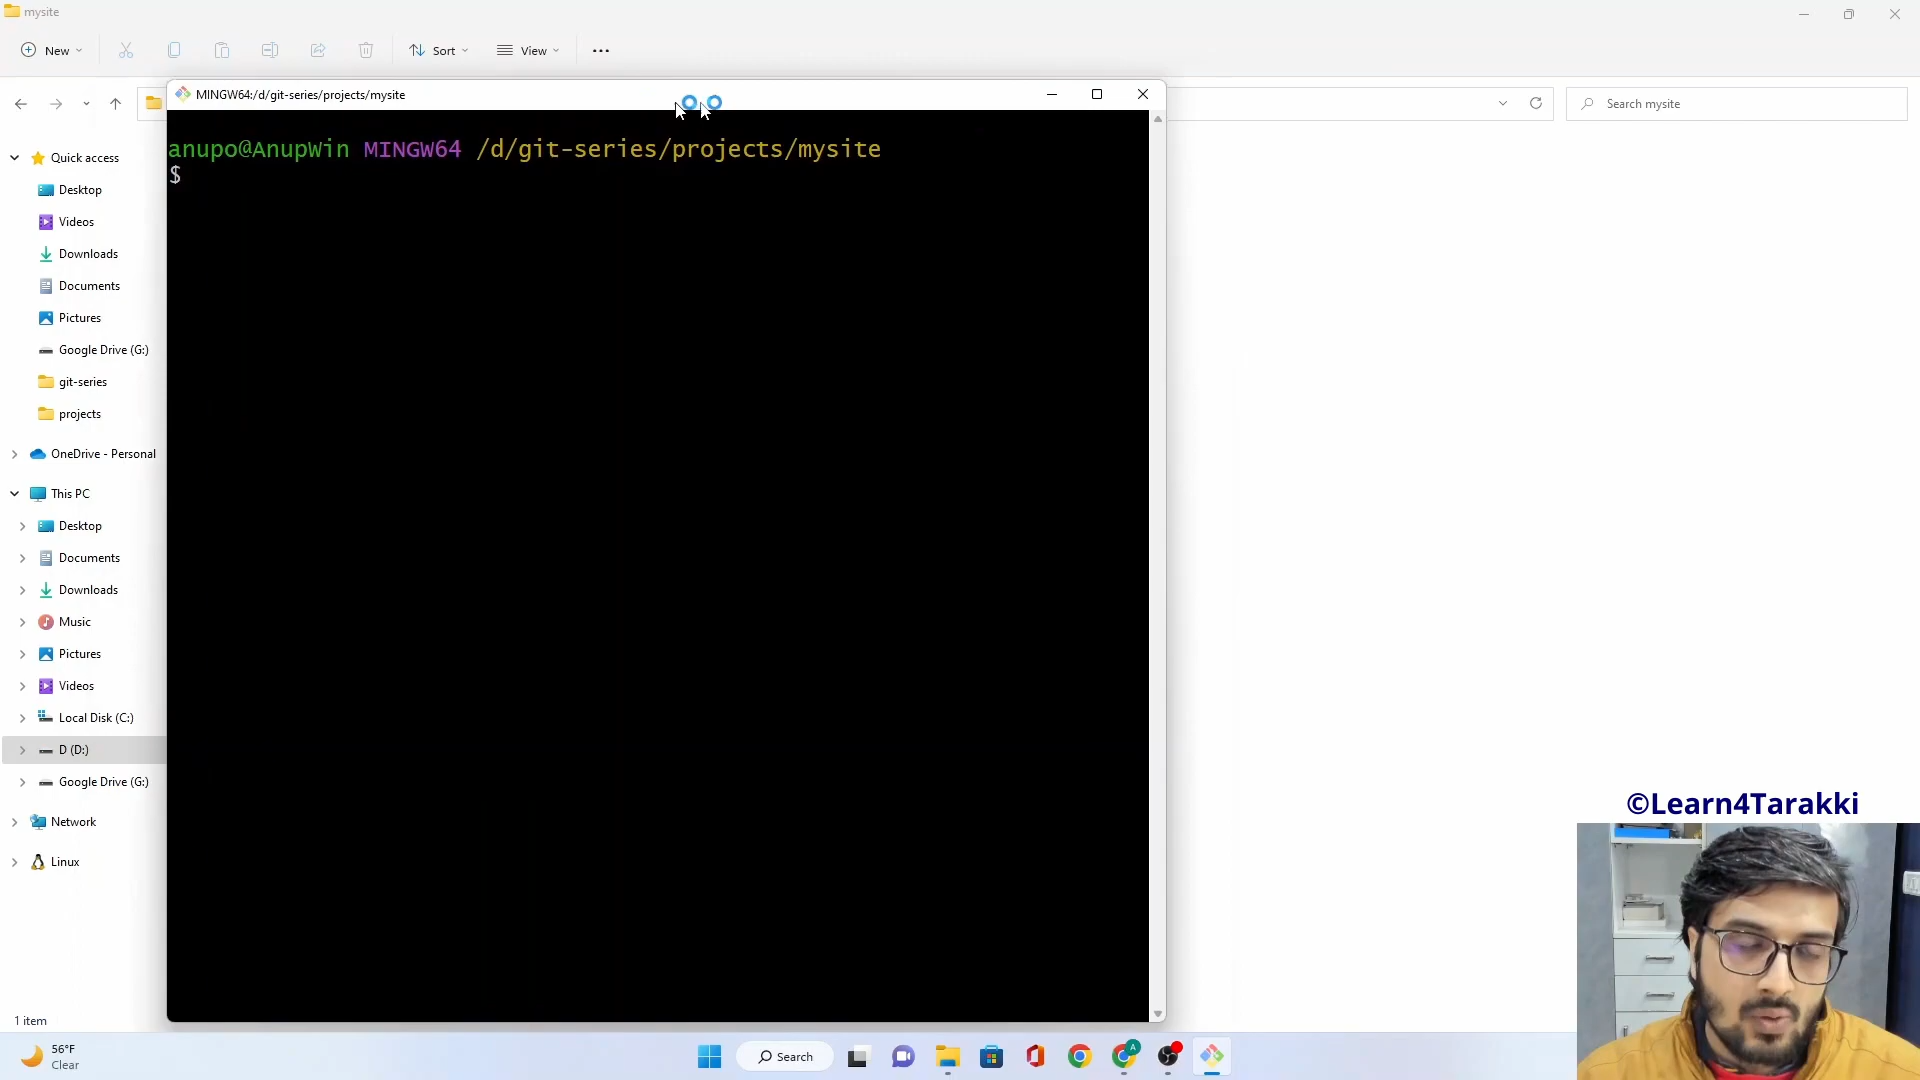 mysite
New
Sort
View
MINGW64:/d/git-series/projects/mysite
Search mysite
anupo@AnupWin MINGW64 /d/git-series/projects/mysite
$
Quick access
Desktop
Videos
Downloads
Documents
Pictures
Google Drive (G:)
git-series
projects
OneDrive - Personal
This PC
Desktop
Documents
Downloads
Music
Pictures
Videos
Local Disk (C:)
D (D:)
Google Drive (G:)
Network
Linux
©Learn4Tarakki
1 item
56°F
Clear
Search
A